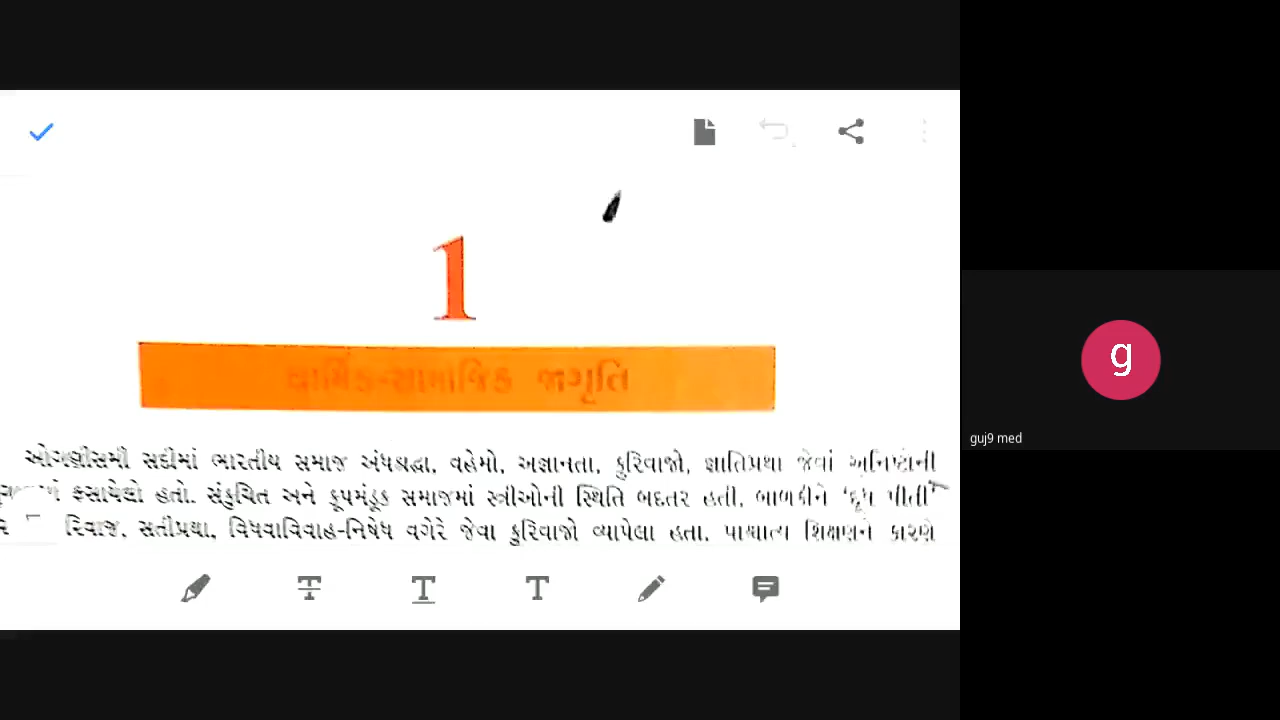 1
ધાર્મિક-સામાજિક જાગૃતિ
ઓગણીસમી સદીમાં ભારતીય સમાજ અંધશ્રદ્ધા, વહેમો, અજ્ઞાનતા, કુરિવાજો, જ્ઞાતિપ્રથા જેવાં અનિષ્ટોની
ફસાયેલો હતો. સંકુચિત અને કૂપમંડૂક સમાજમાં સ્ત્રીઓની સ્થિતિ બદતર હતી, બાળકીને ‘દૂધ પીતી’
રિવાજ, સતીપ્રથા, વિધવાવિવાહ-નિષેધ વગેરે જેવા કુરિવાજો વ્યાપેલા હતા. પાશ્ચાત્ય શિક્ષણને કારણે
g
guj9 med